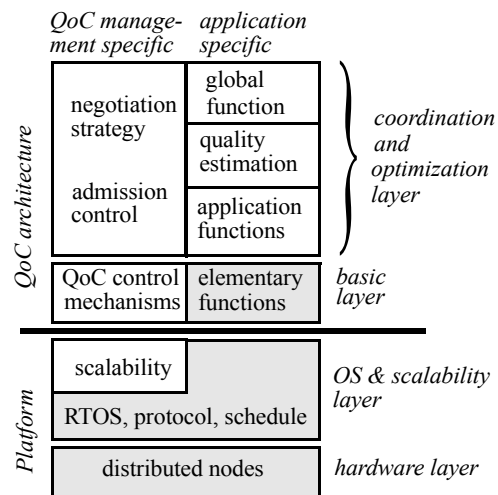 QoC manage-
ment specific
application
specific
negotiation
strategy
admission
control
global
function
quality
estimation
application
functions
coordination
and
optimization
layer
QoC architecture
QoC control
mechanisms
elementary
functions
basic
layer
scalability
RTOS, protocol, schedule
OS & scalability
layer
Platform
distributed nodes
hardware layer